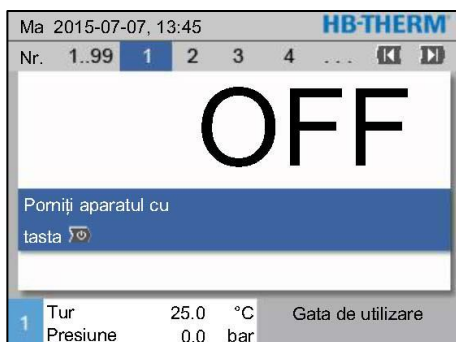 Ma 2015-07-07, 13:45 HB-THERM
Nr. 1..99 1 2 3 4 ...
OFF
Porniți aparatul cu
tasta
1 Tur 25.0 °C Gata de utilizare
Presiune 0.0 bar